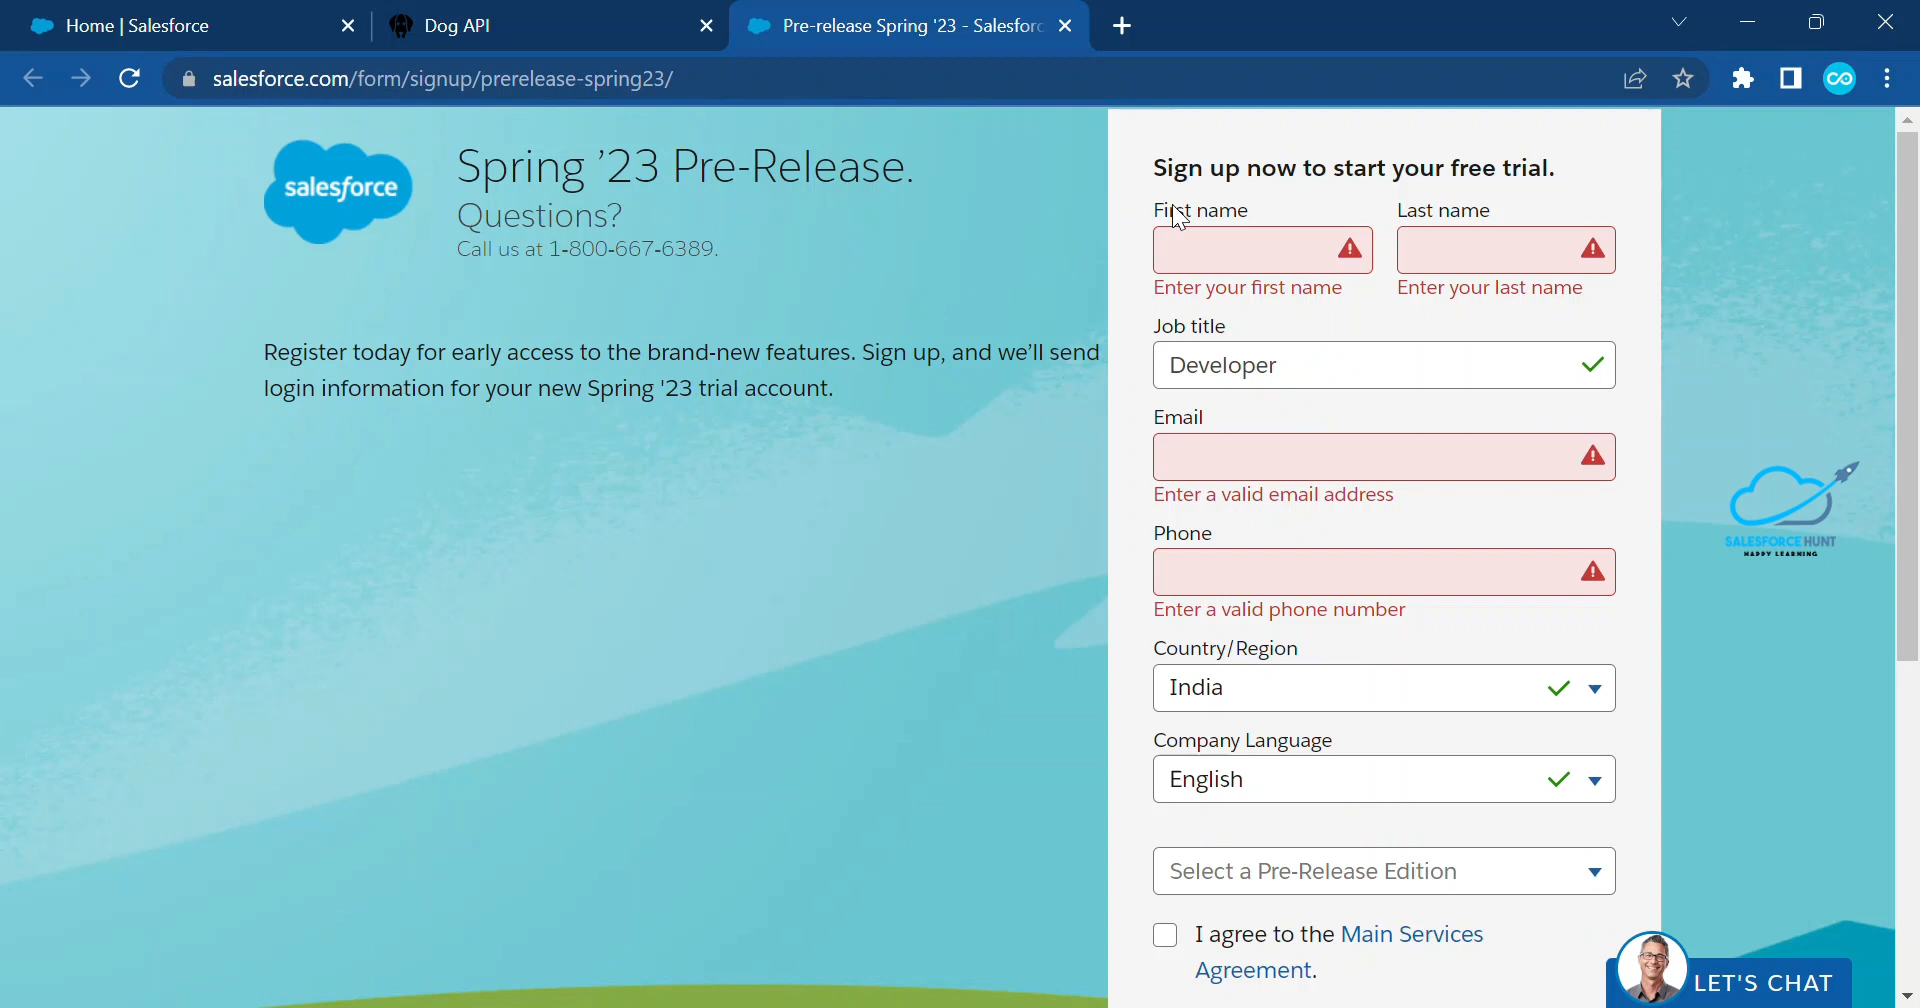 Home | Salesforce
Dog API
Pre-release Spring '23 - Salesforc
salesforce.com/form/signup/prerelease-spring23/
salesforce
Spring ’23 Pre-Release.
Questions?
Call us at 1-800-667-6389.
Register today for early access to the brand-new features. Sign up, and we’ll send
login information for your new Spring '23 trial account.
Sign up now to start your free trial.
First name
Last name
Enter your first name
Enter your last name
Job title
Developer
Email
Enter a valid email address
Phone
Enter a valid phone number
Country/Region
India
Company Language
English
Select a Pre-Release Edition
I agree to the Main Services
Agreement.
SALESFORCE HUNT
HAPPY LEARNING
LET'S CHAT